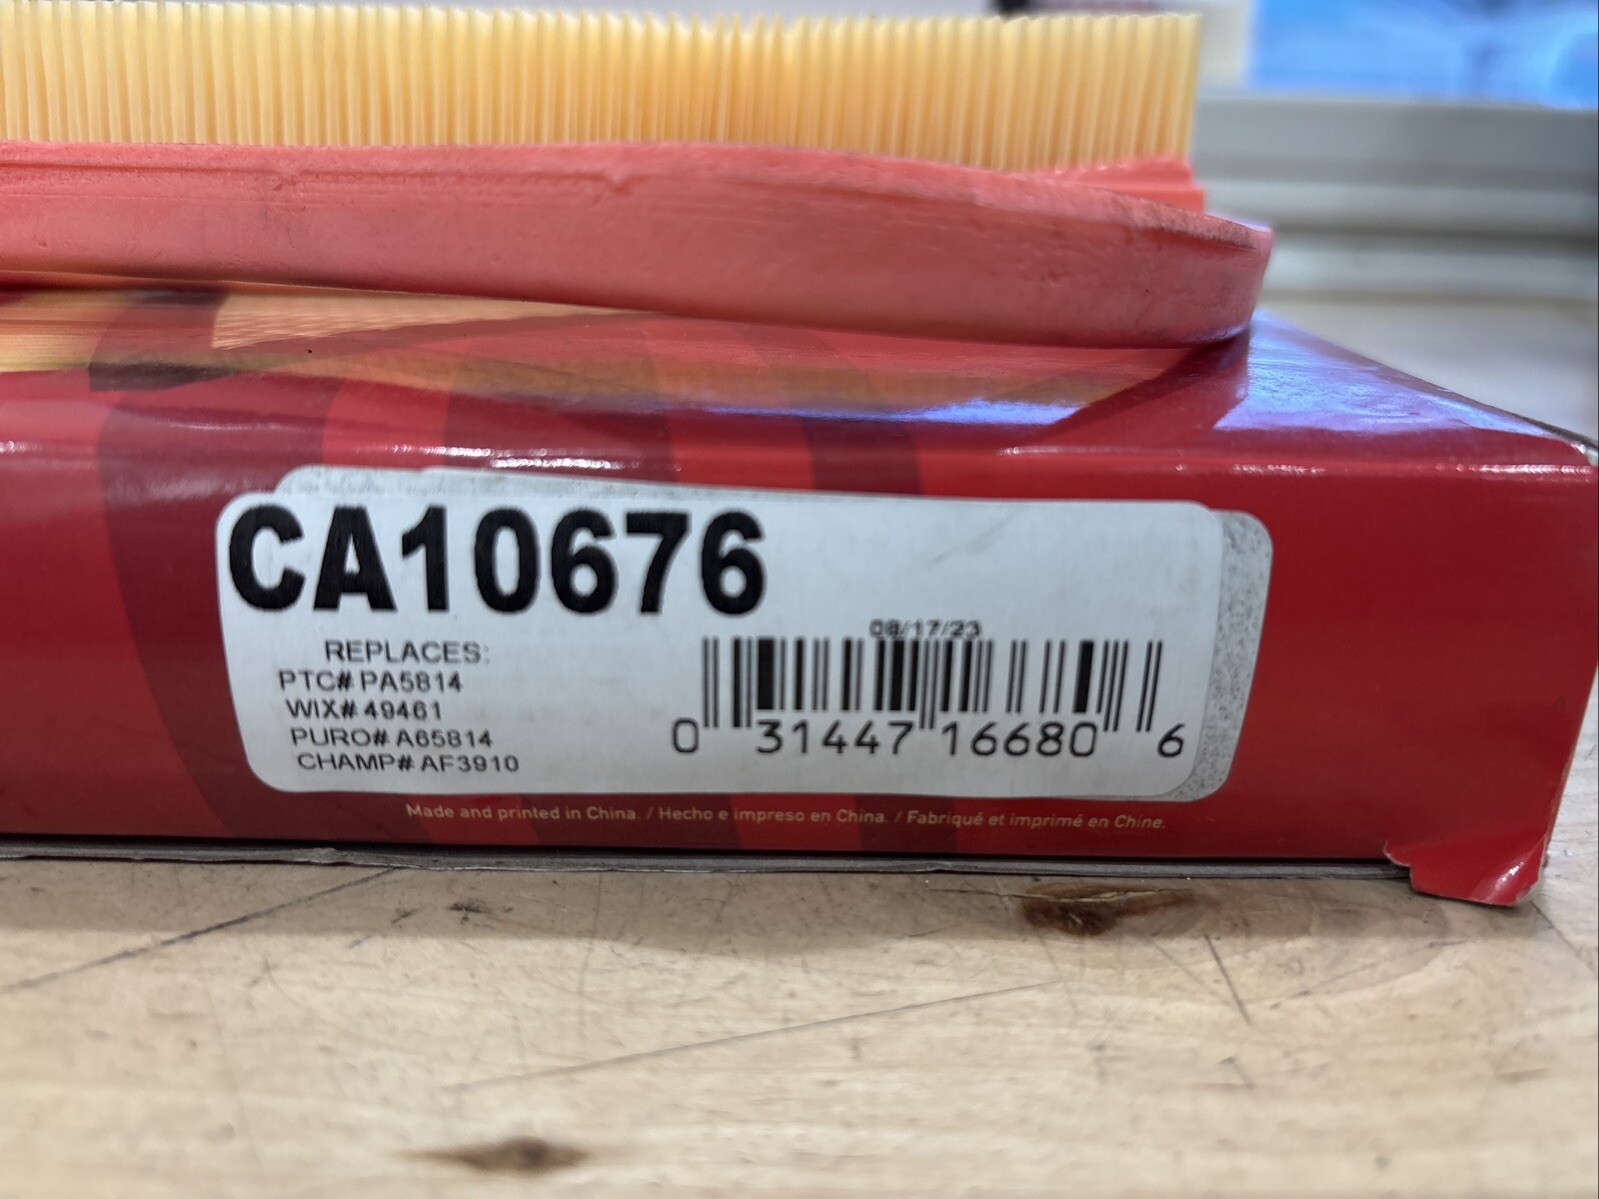 CA10676
REPLACES:
PTC# PA5814
WIX# 49461
PURO# A65814
CHAMP# AF3910
08/17/23
0 31447 16680 6
Made and printed in China. / Hecho e impreso en China. / Fabriqué et imprimé en Chine.